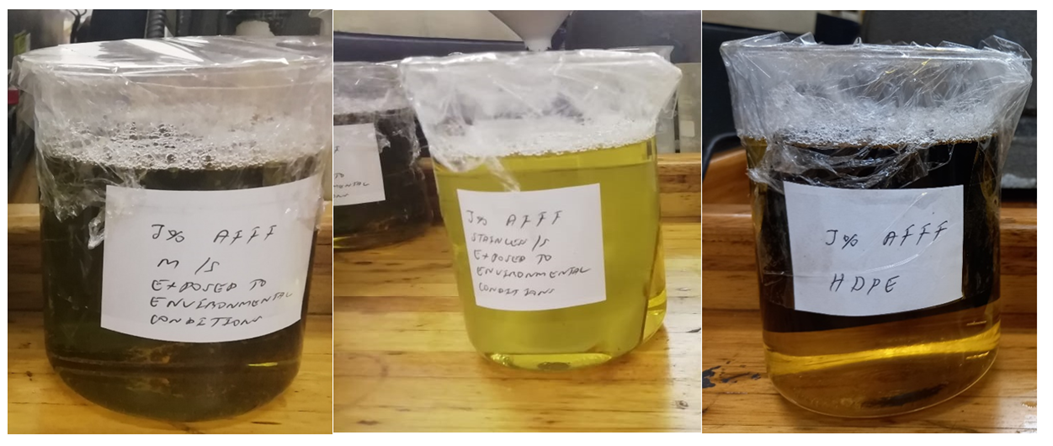 3% AFFF
M/S
EXPOSED TO
ENVIRONMENTAL
CONDITIONS
3% AFFF
STAINLESS/S
EXPOSED TO
ENVIRONMENTAL
CONDITIONS
3% AFFF
HDPE